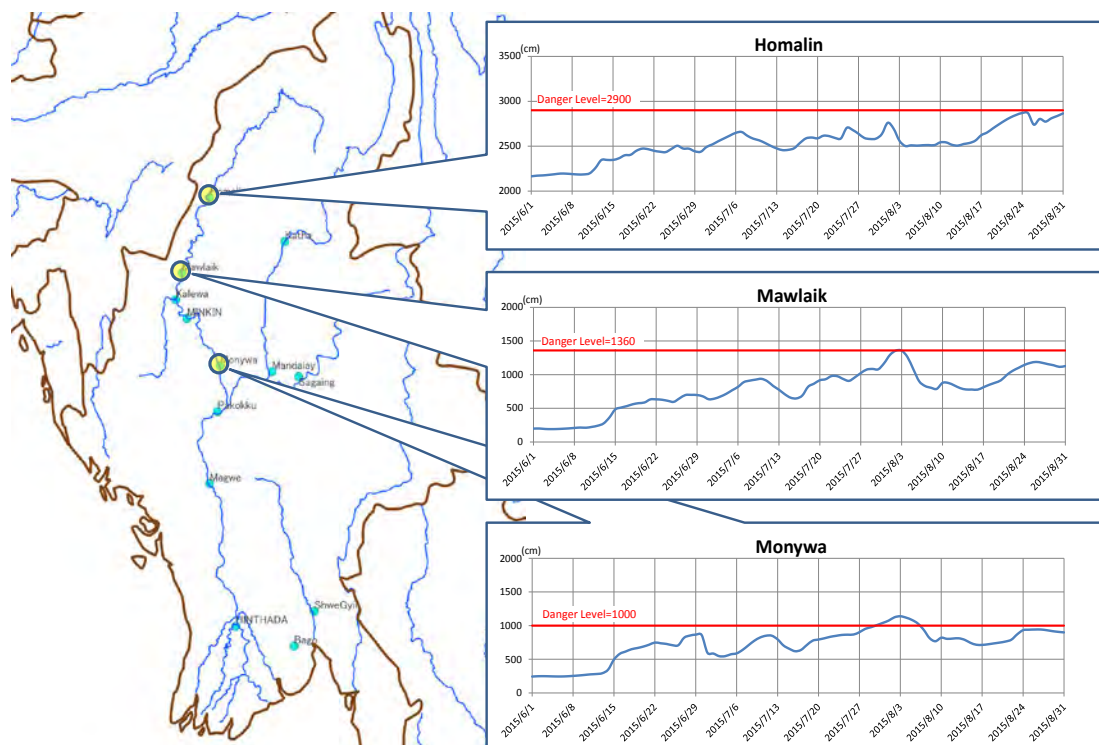 Homalin
(cm)
3500
3000
2500
2000
Danger Level=2900
2015/6/1
2015/6/8
2015/6/15
2015/6/22
2015/6/29
2015/7/6
2015/7/13
2015/7/20
2015/7/27
2015/8/3
2015/8/10
2015/8/17
2015/8/24
2015/8/31
Mawlaik
(cm)
2000
1500
1000
500
0
Danger Level=1360
2015/6/1
2015/6/8
2015/6/15
2015/6/22
2015/6/29
2015/7/6
2015/7/13
2015/7/20
2015/7/27
2015/8/3
2015/8/10
2015/8/17
2015/8/24
2015/8/31
Monywa
(cm)
2000
1500
1000
500
0
Danger Level=1000
2015/6/1
2015/6/8
2015/6/15
2015/6/22
2015/6/29
2015/7/6
2015/7/13
2015/7/20
2015/7/27
2015/8/3
2015/8/10
2015/8/17
2015/8/24
2015/8/31
Katha
Mawlaik
Kalewa
MINKIN
Monywa
Mandalay
Sagaing
Pakokku
Magwe
ShweGyin
HINTHADA
Bago